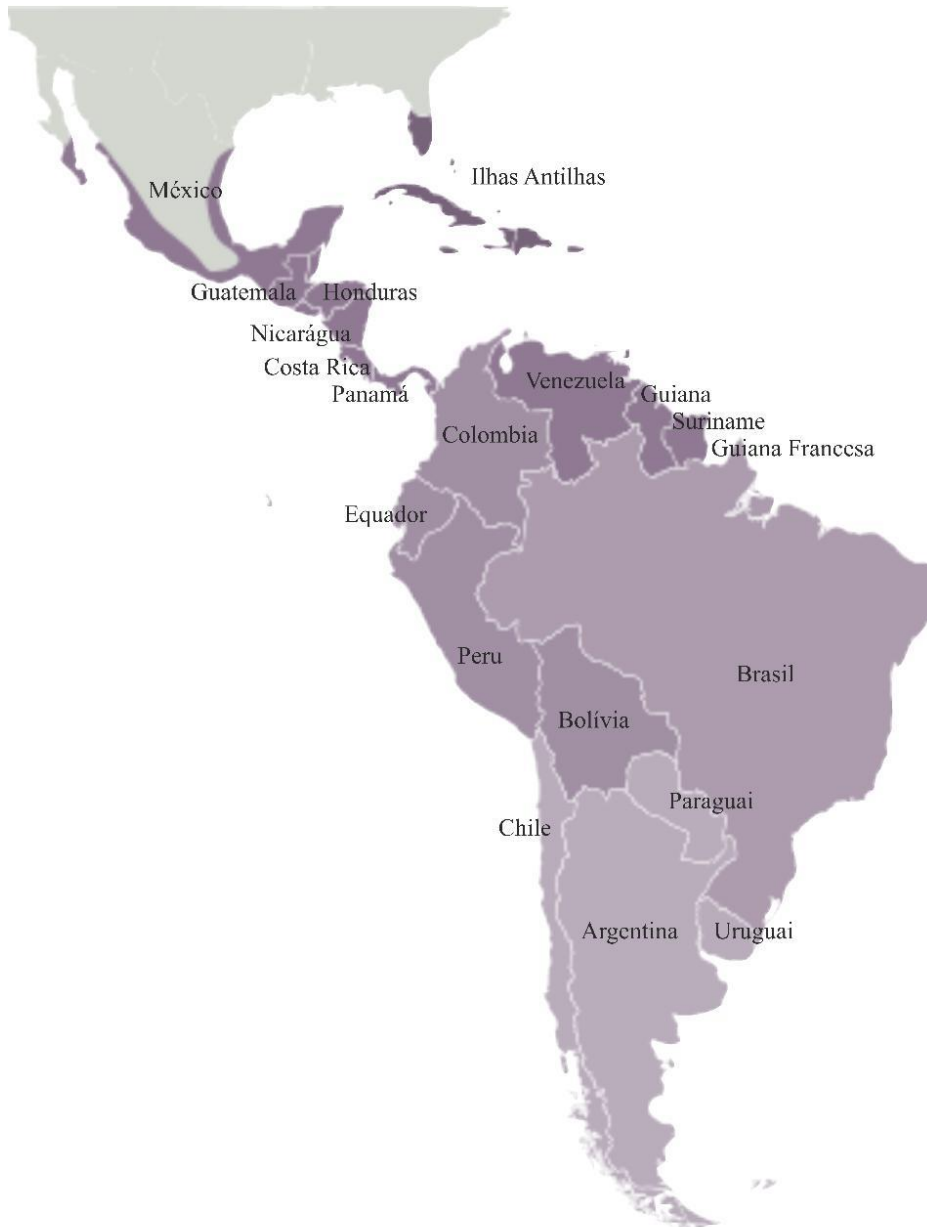 Ilhas Antilhas
México
Guatemala
Honduras
Nicarágua
Costa Rica
Panamá
Venezuela
Guiana
Suriname
Guiana Francesa
Colombia
Equador
Peru
Brasil
Bolívia
Paraguai
Chile
Argentina
Uruguai